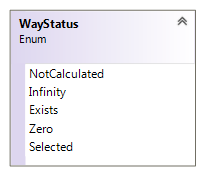 WayStatus
Enum
NotCalculated
Infinity
Exists
Zero
Selected